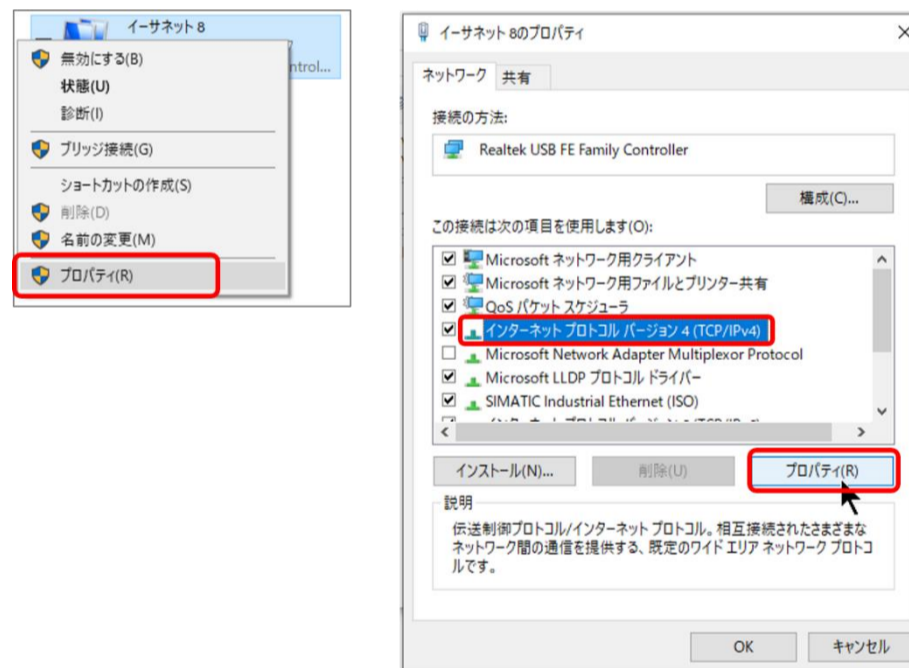 イーサネット 8
ntrol...
無効にする(B)
状態(U)
診断(I)
ブリッジ接続(G)
ショートカットの作成(S)
削除(D)
名前の変更(M)
プロパティ(R)
イーサネット 8のプロパティ
ネットワーク
共有
接続の方法:
Realtek USB FE Family Controller
構成(C)...
この接続は次の項目を使用します(O):
Microsoft ネットワーク用クライアント
Microsoft ネットワーク用ファイルとプリンター共有
QoS パケット スケジューラ
インターネット プロトコル バージョン 4 (TCP/IPv4)
Microsoft Network Adapter Multiplexor Protocol
Microsoft LLDP プロトコル ドライバー
SIMATIC Industrial Ethernet (ISO)
インストール(N)...
削除(U)
プロパティ(R)
説明
伝送制御プロトコル/インターネット プロトコル。相互接続されたさまざまな
ネットワーク間の通信を提供する、既定のワイド エリア ネットワーク プロトコ
ルです。
OK
キャンセル